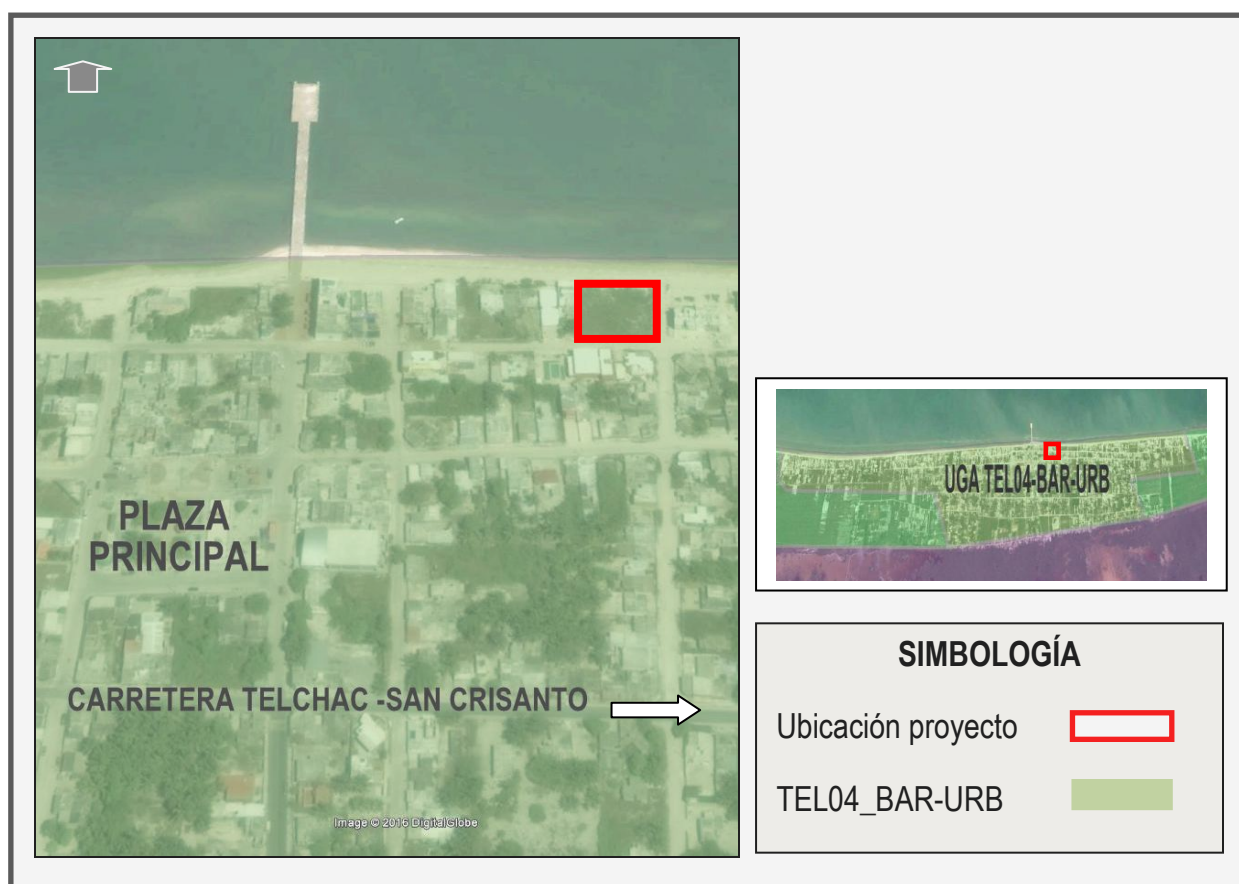 PLAZA
PRINCIPAL
CARRETERA TELCHAC -SAN CRISANTO
Image © 2016 DigitalGlobe
UGA TEL04-BAR-URB
SIMBOLOGÍA
Ubicación proyecto
TEL04_BAR-URB